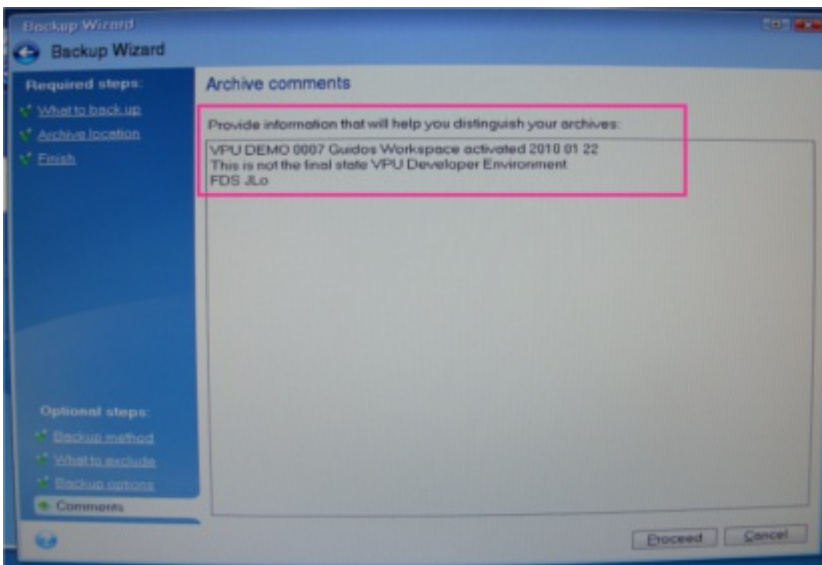 Backup Wizard
Backup Wizard
Required steps:
What to back up
Archive location
Finish
Archive comments
Provide information that will help you distinguish your archives:
VPU DEMO 0007 Guidos Workspace activated 2010 01 22
This is not the final state VPU Developer Environment
FDS JLo
Optional steps:
Backup method
What to exclude
Backup options
Comments
Proceed
Cancel